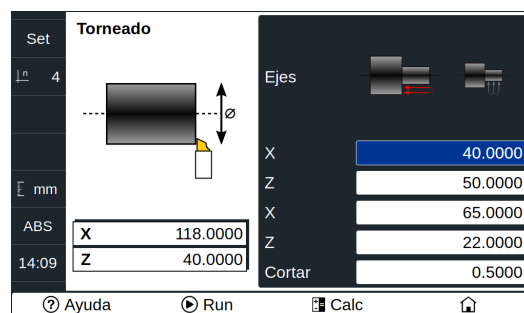 Set
n 4
mm
ABS
14:09
Torneado
⌀
X 118.0000
Z 40.0000
Ejes
X 40.0000
Z 50.0000
X 65.0000
Z 22.0000
Cortar 0.5000
? Ayuda
Run
Calc